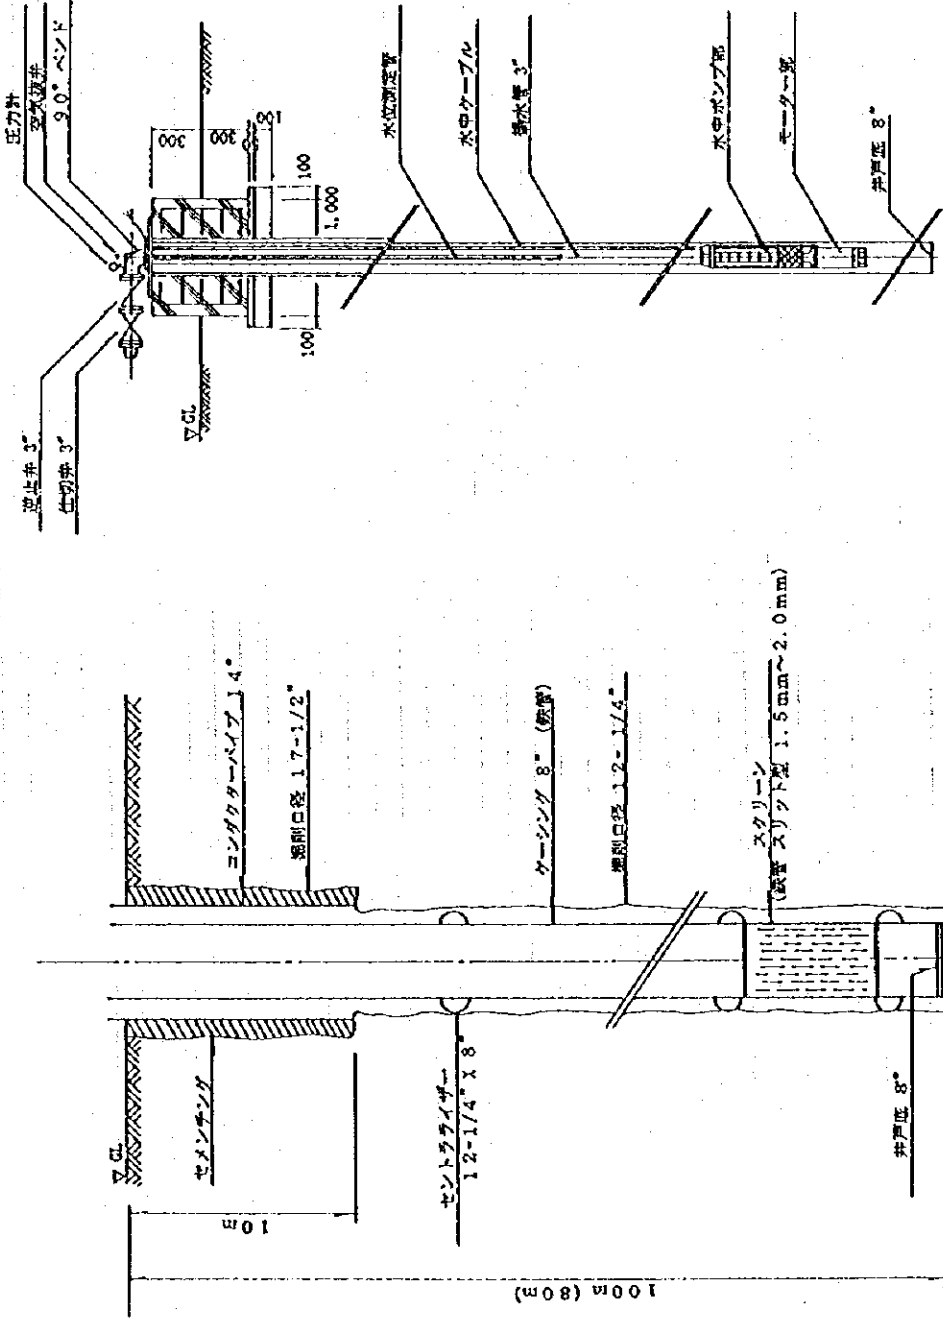 圧力計
空気抜弁
90° ベンド
逆止弁 3"
仕切弁 3"
▽GL
300
300
50
100
100
1,000
100
水位測定管
水中ケーブル
揚水管 3"
水中ポンプ部
モーター部
井戸底 8"
▽GL
セメンチング
コンダクターパイプ 14"
掘削口径 17-1/2"
10m
セントラライザー
12-1/4" X 8"
ケーシング 8" (鉄管)
掘削口径 12-1/4"
スクリーン
(鉄管 スリット型 1.5mm~2.0mm)
井戸底 8"
100m (80m)